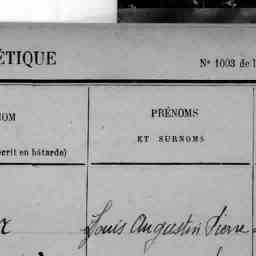 ÉTIQUE
N° 1003 de l
OM
PRÉNOMS
ET SURNOMS
crit en bâtarde)
Louis Augustin Pierre